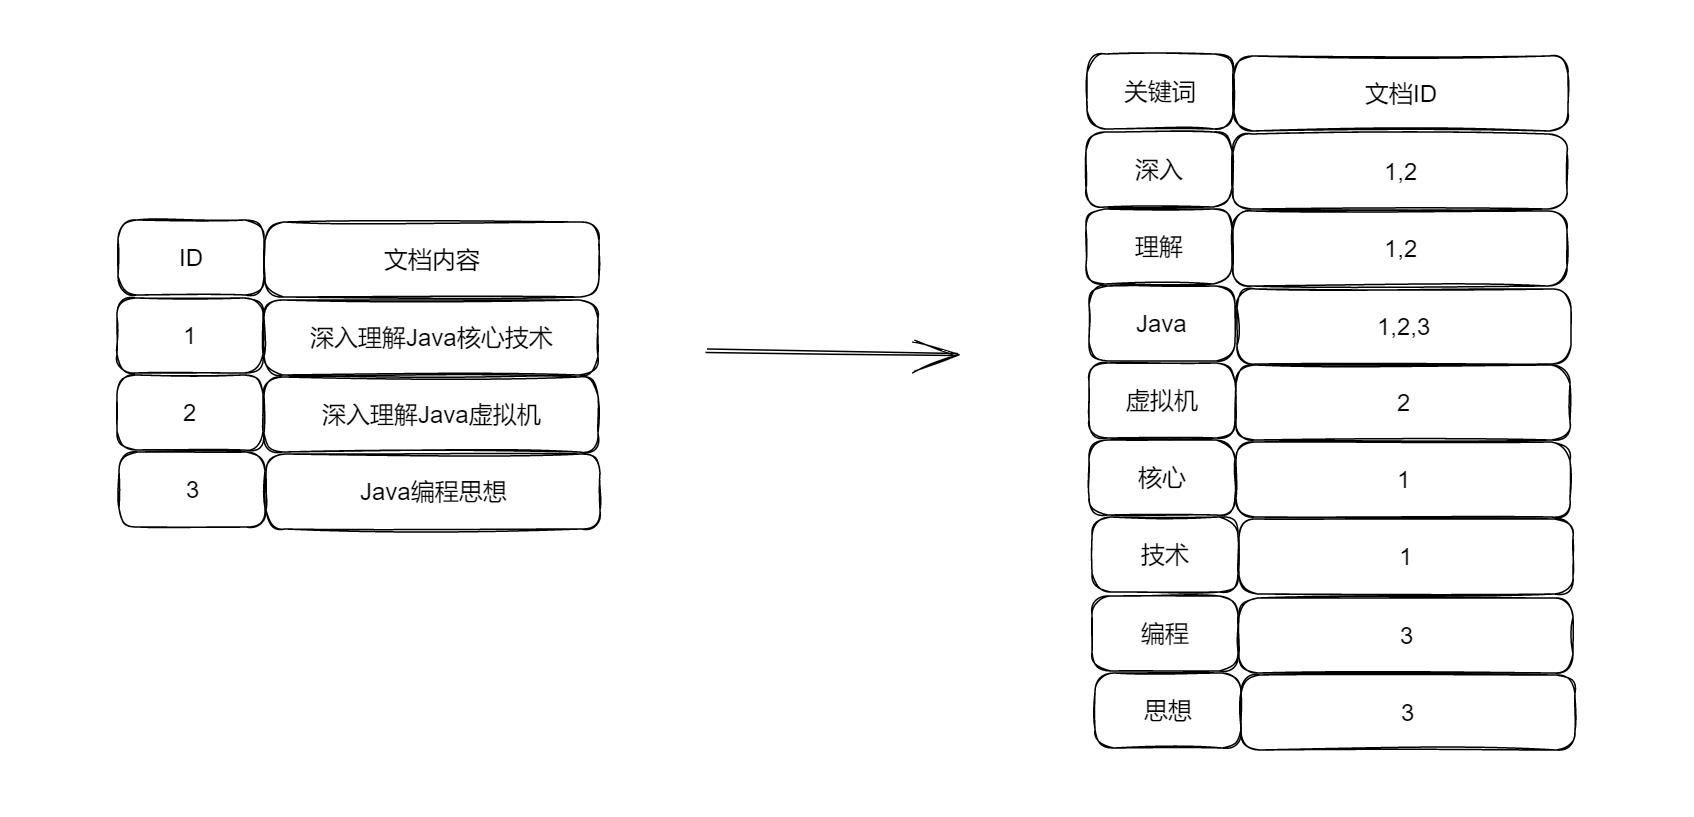 ID 文档内容
1 深入理解Java核心技术
2 深入理解Java虚拟机
3 Java编程思想
关键词 文档ID
深入 1,2
理解 1,2
Java 1,2,3
虚拟机 2
核心 1
技术 1
编程 3
思想 3